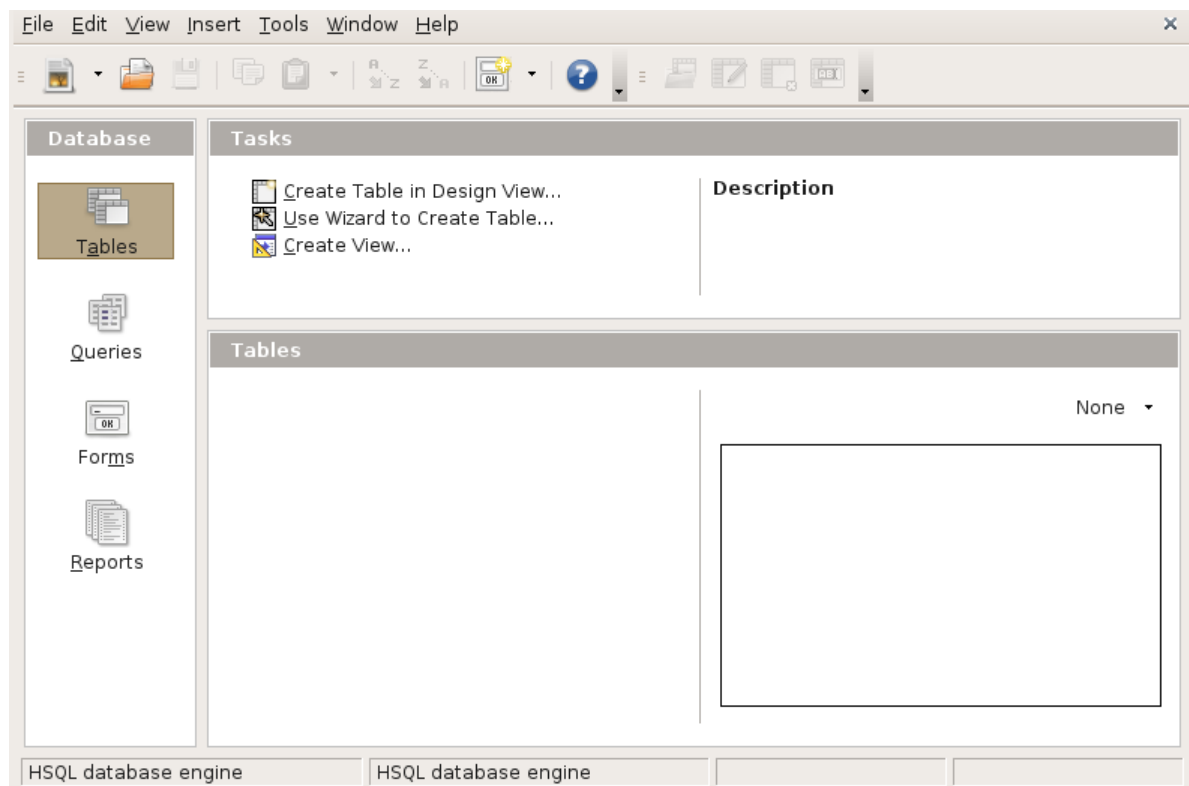 File Edit View Insert Tools Window Help
Database
Tables
Queries
Forms
Reports
Tasks
Create Table in Design View...
Use Wizard to Create Table...
Create View...
Description
Tables
None
HSQL database engine
HSQL database engine